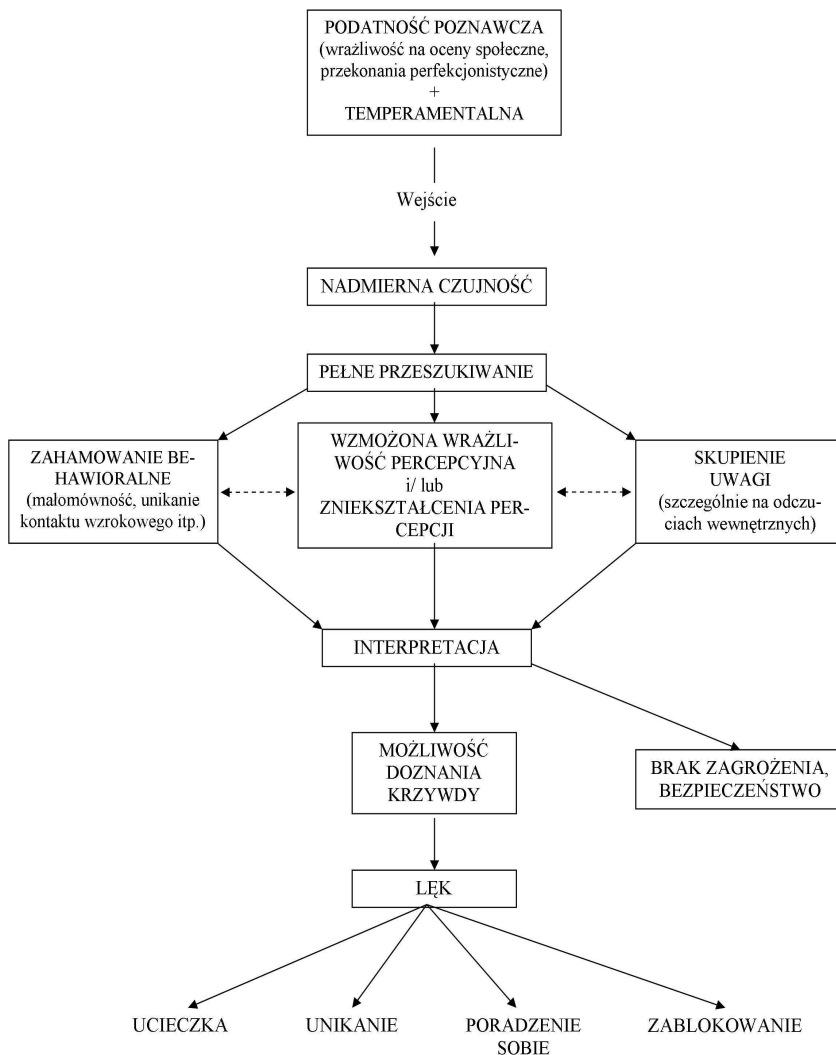 PODATNOŚĆ POZNAWCZA
(wrażliwość na oceny społeczne,
przekonania perfekcjonistyczne)
+
TEMPERAMENTALNA
Wejście
NADMIERNA CZUJNOŚĆ
PEŁNE PRZESZUKIWANIE
ZAHAMOWANIE BE-
HAWIORALNE
(małomówność, unikanie
kontaktu wzrokowego itp.)
WZMOŻONA WRAŻLI-
WOŚĆ PERCEPCYJNA
i/ lub
ZNIEKSZTAŁCENIA PER-
CEPCJI
SKUPIENIE
UWAGI
(szczególnie na odczu-
ciach wewnętrznych)
INTERPRETACJA
MOŻLIWOŚĆ
DOZNANIA
KRZYWDY
BRAK ZAGROŻENIA,
BEZPIECZEŃSTWO
LĘK
UCIECZKA
UNIKANIE
PORADZENIE
SOBIE
ZABLOKOWANIE